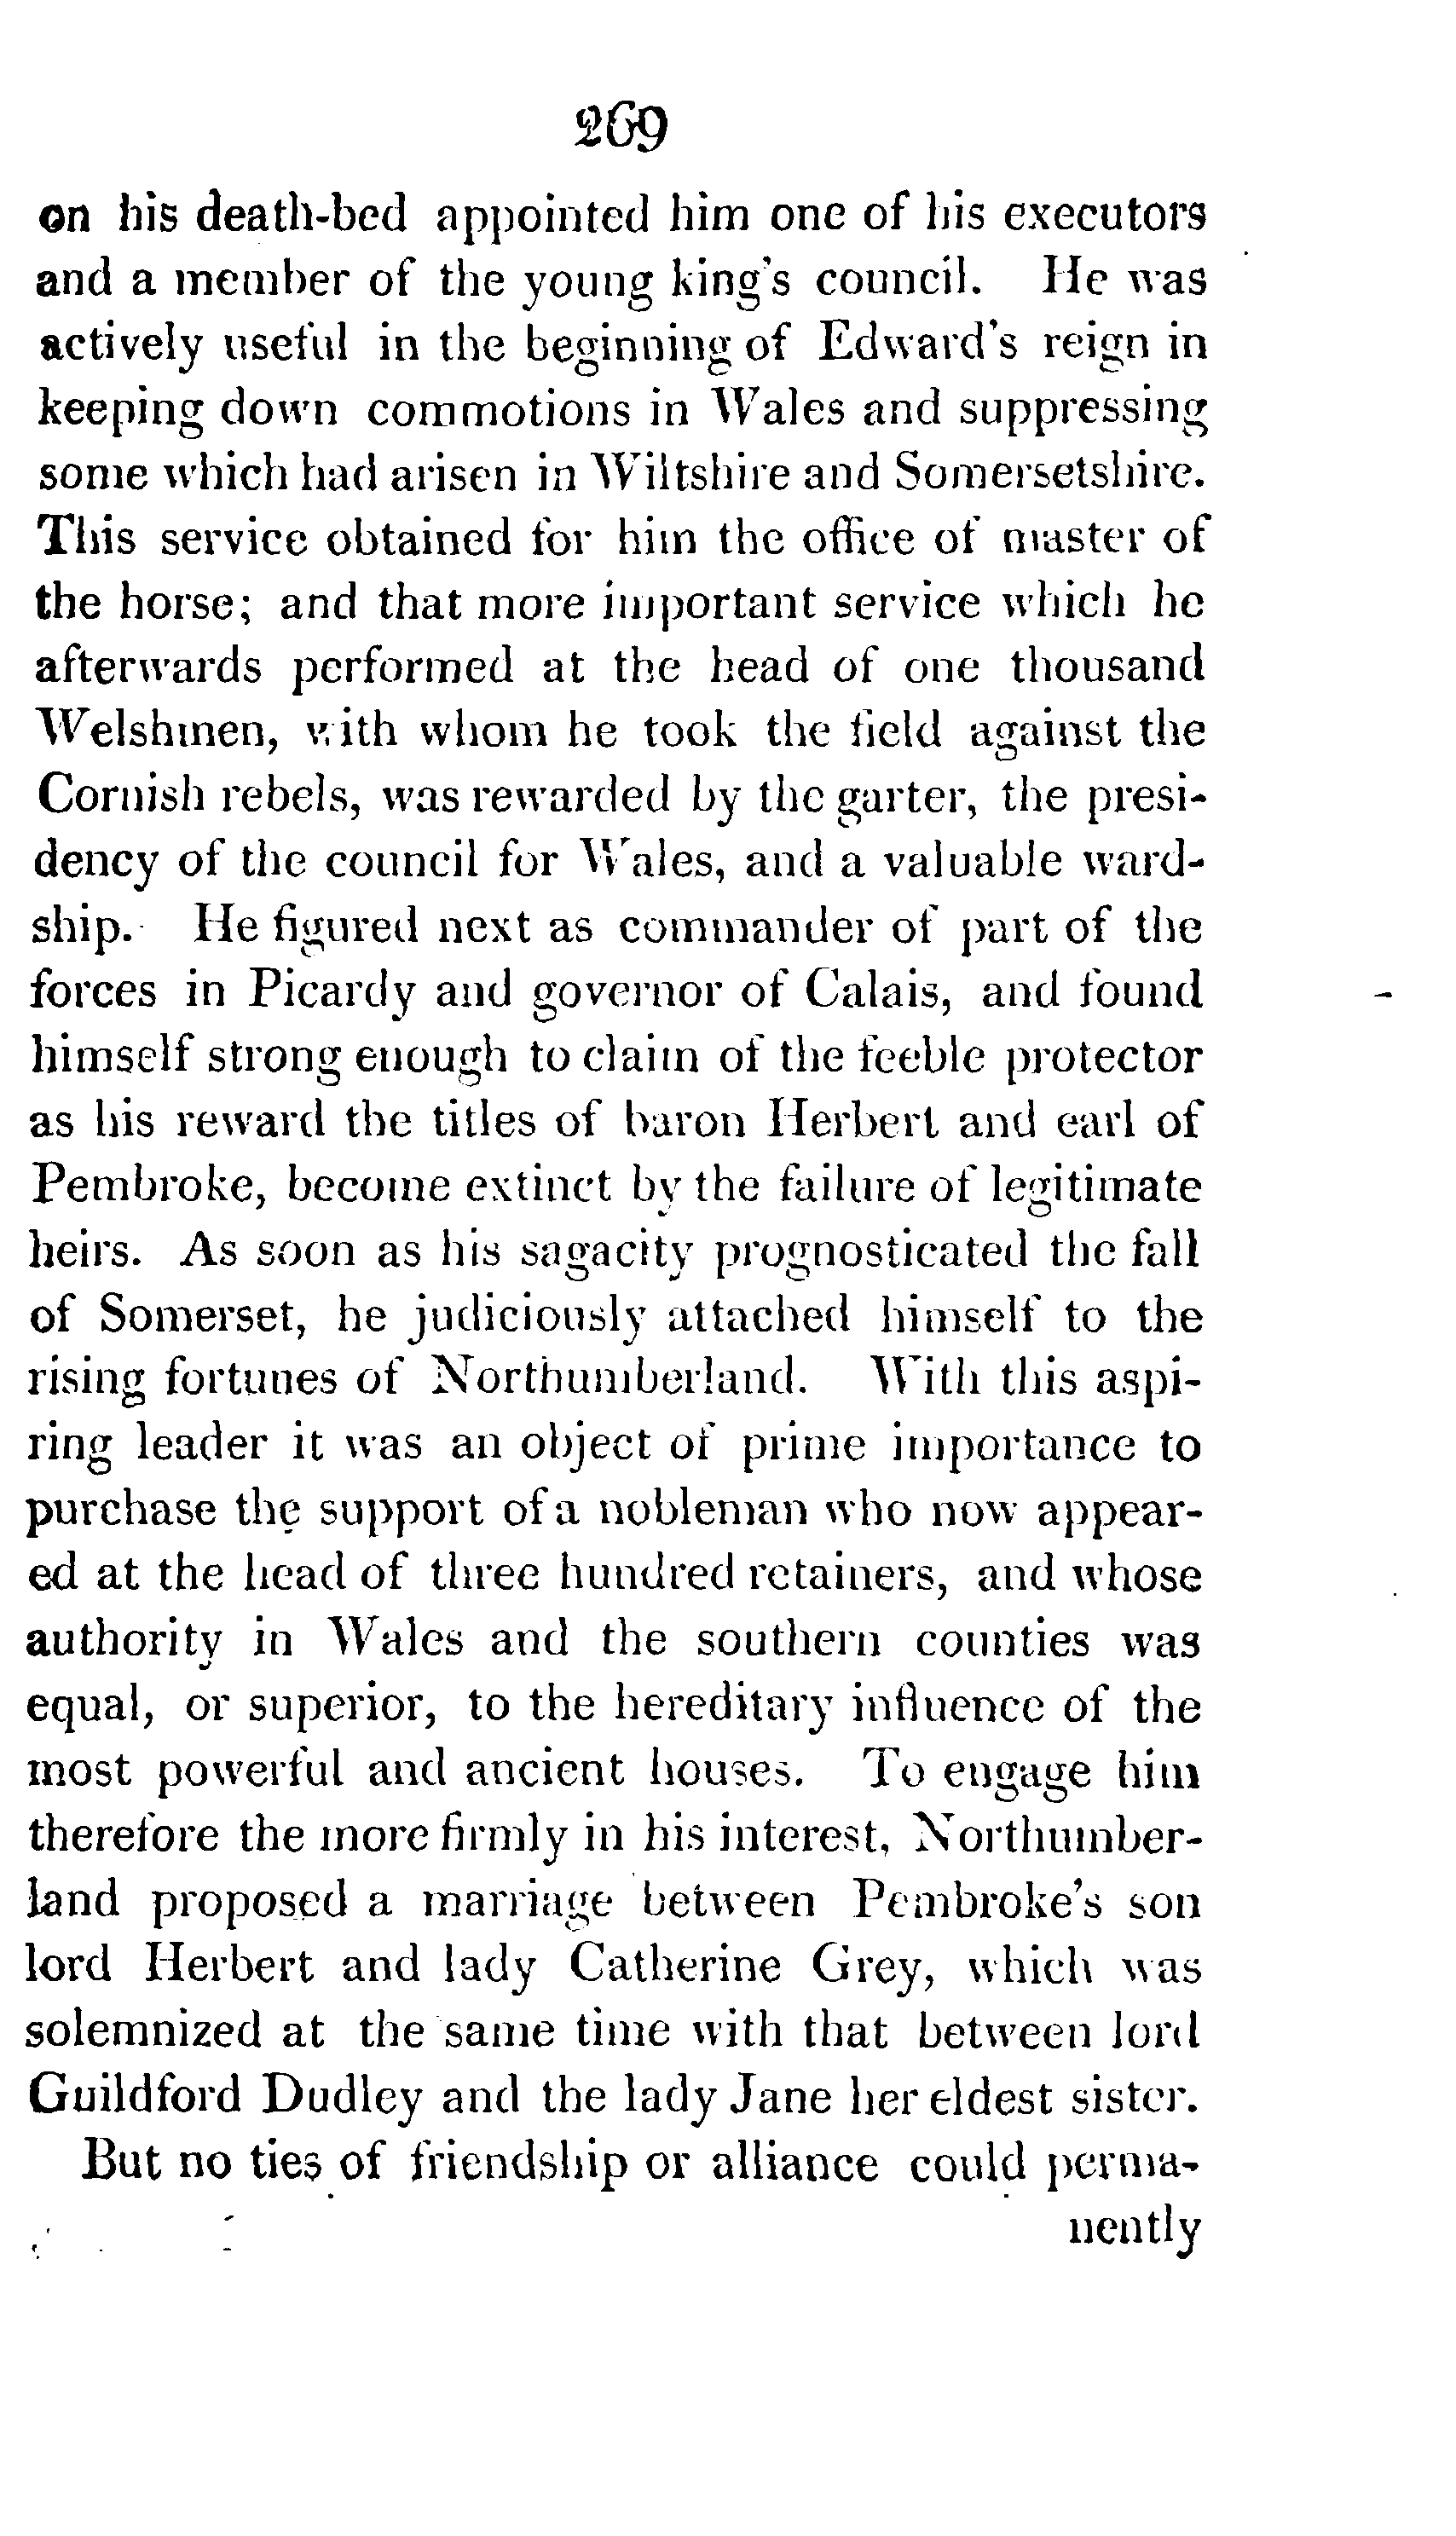 269
on his death-bed appointed him one of his executors
and a member of the young king's council. He was
actively useful in the beginning of Edward's reign in
keeping down commotions in Wales and suppressing
some which had arisen in Wiltshire and Somersetshire.
This service obtained for him the office of master of
the horse; and that more important service which he
afterwards performed at the head of one thousand
Welshmen, with whom he took the field against the
Cornish rebels, was rewarded by the garter, the presi-
dency of the council for Wales, and a valuable ward-
ship. He figured next as commander of part of the
forces in Picardy and governor of Calais, and found
himself strong enough to claim of the feeble protector
as his reward the titles of baron Herbert and earl of
Pembroke, become extinct by the failure of legitimate
heirs. As soon as his sagacity prognosticated the fall
of Somerset, he judiciously attached himself to the
rising fortunes of Northumberland. With this aspi-
ring leader it was an object of prime importance to
purchase the support of a nobleman who now appear-
ed at the head of three hundred retainers, and whose
authority in Wales and the southern counties was
equal, or superior, to the hereditary influence of the
most powerful and ancient houses. To engage him
therefore the more firmly in his interest, Northumber-
land proposed a marriage between Pembroke's son
lord Herbert and lady Catherine Grey, which was
solemnized at the same time with that between lord
Guildford Dudley and the lady Jane her eldest sister.
But no ties of friendship or alliance could perma-
nently